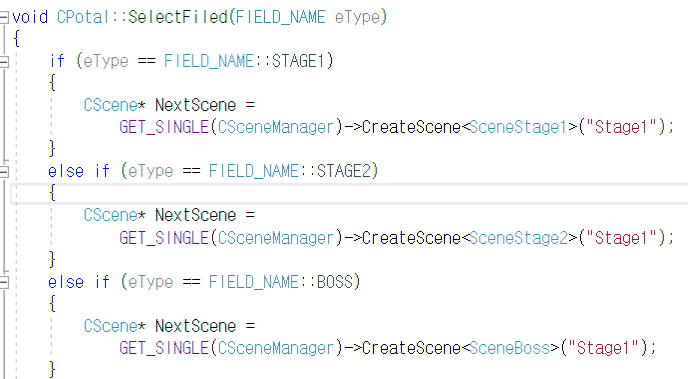 void CPotal::SelectFiled(FIELD_NAME eType)
{
    if (eType == FIELD_NAME::STAGE1)
    {
        CScene* NextScene =
            GET_SINGLE(CSceneManager)->CreateScene<SceneStage1>("Stage1");
    }
    else if (eType == FIELD_NAME::STAGE2)
    {
        CScene* NextScene =
            GET_SINGLE(CSceneManager)->CreateScene<SceneStage2>("Stage1");
    }
    else if (eType == FIELD_NAME::BOSS)
    {
        CScene* NextScene =
            GET_SINGLE(CSceneManager)->CreateScene<SceneBoss>("Stage1");
    }